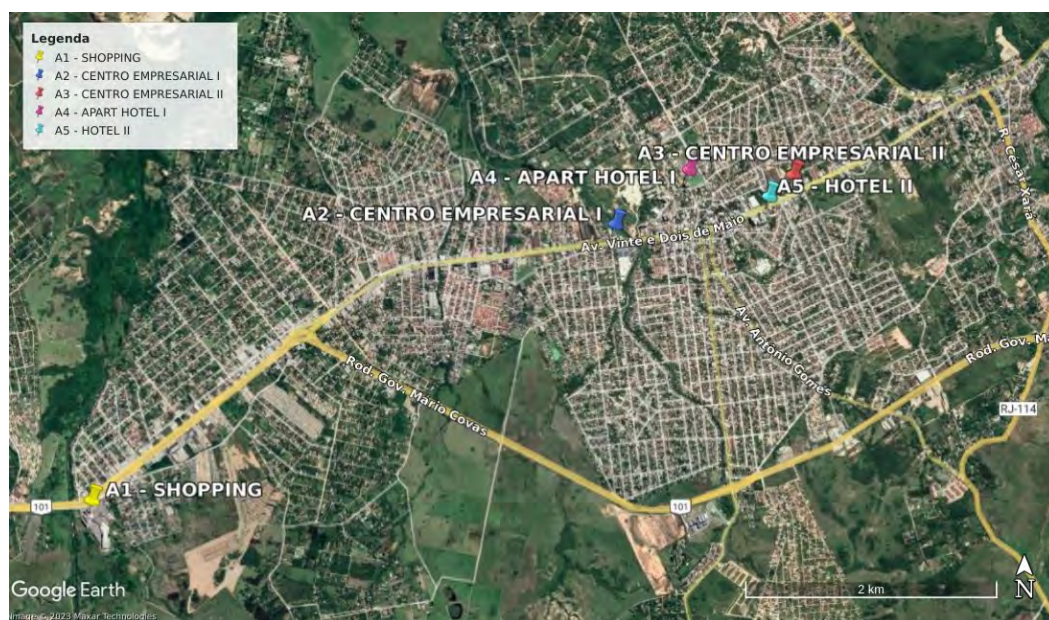 Legenda
A1 - SHOPPING
A2 - CENTRO EMPRESARIAL I
A3 - CENTRO EMPRESARIAL II
A4 - APART HOTEL I
A5 - HOTEL II
A3 - CENTRO EMPRESARIAL II
A4 - APART HOTEL I
A5 - HOTEL II
A2 - CENTRO EMPRESARIAL I
Av. Vinte e Dois de Maio
R. Cesar Xará
Av. Antonio Gomes
Rod. Gov. Mário Covas
Rod. Gov. Má
RJ-114
A1 - SHOPPING
101
101
Google Earth
2 km
N
Image © 2023 Maxar Technologies